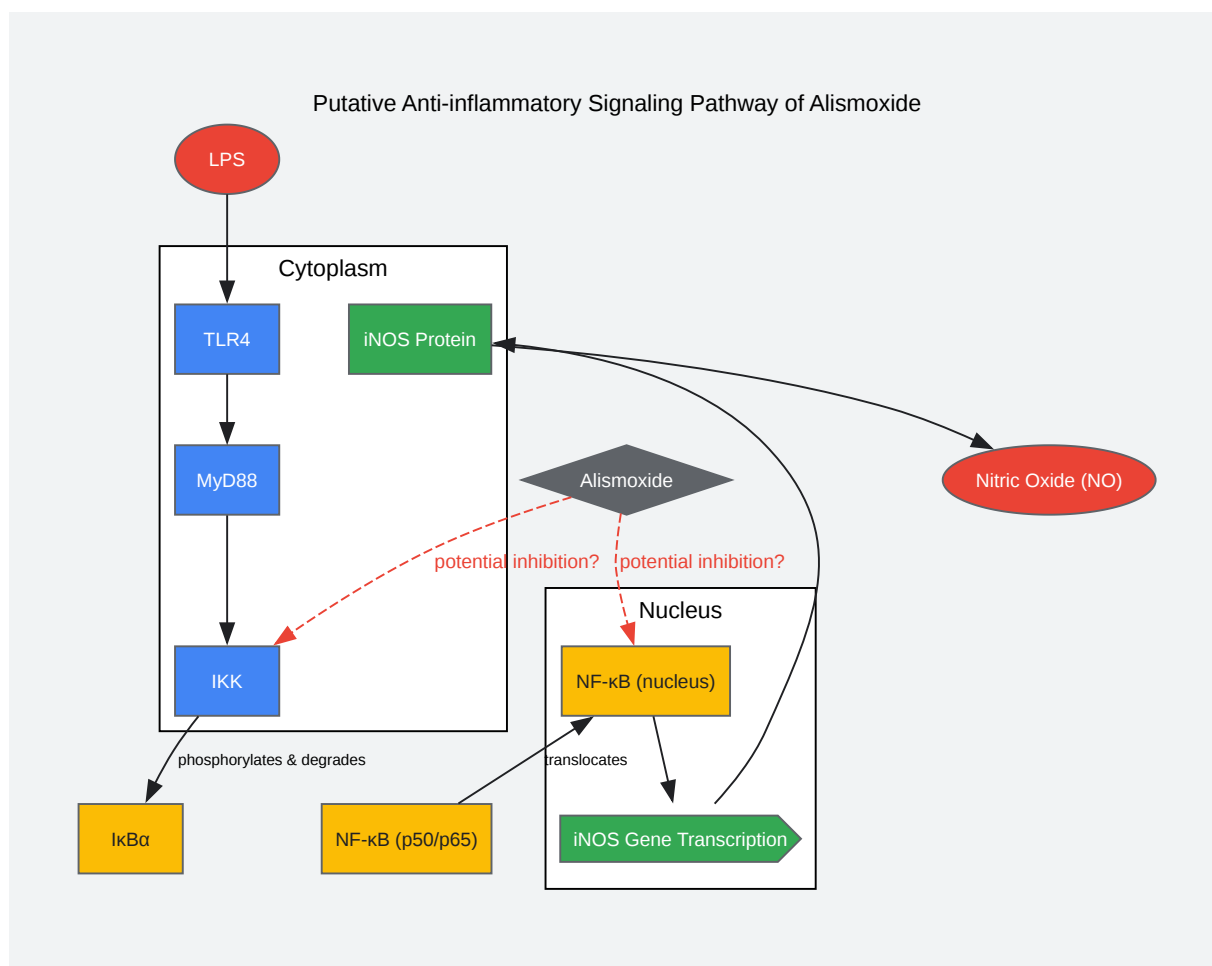 Putative Anti-inflammatory Signaling Pathway of Alismoxide
LPS
Cytoplasm
TLR4
iNOS Protein
MyD88
Alismoxide
Nitric Oxide (NO)
potential inhibition?
potential inhibition?
Nucleus
IKK
NF-κB (nucleus)
phosphorylates & degrades
translocates
IκBα
NF-κB (p50/p65)
iNOS Gene Transcription